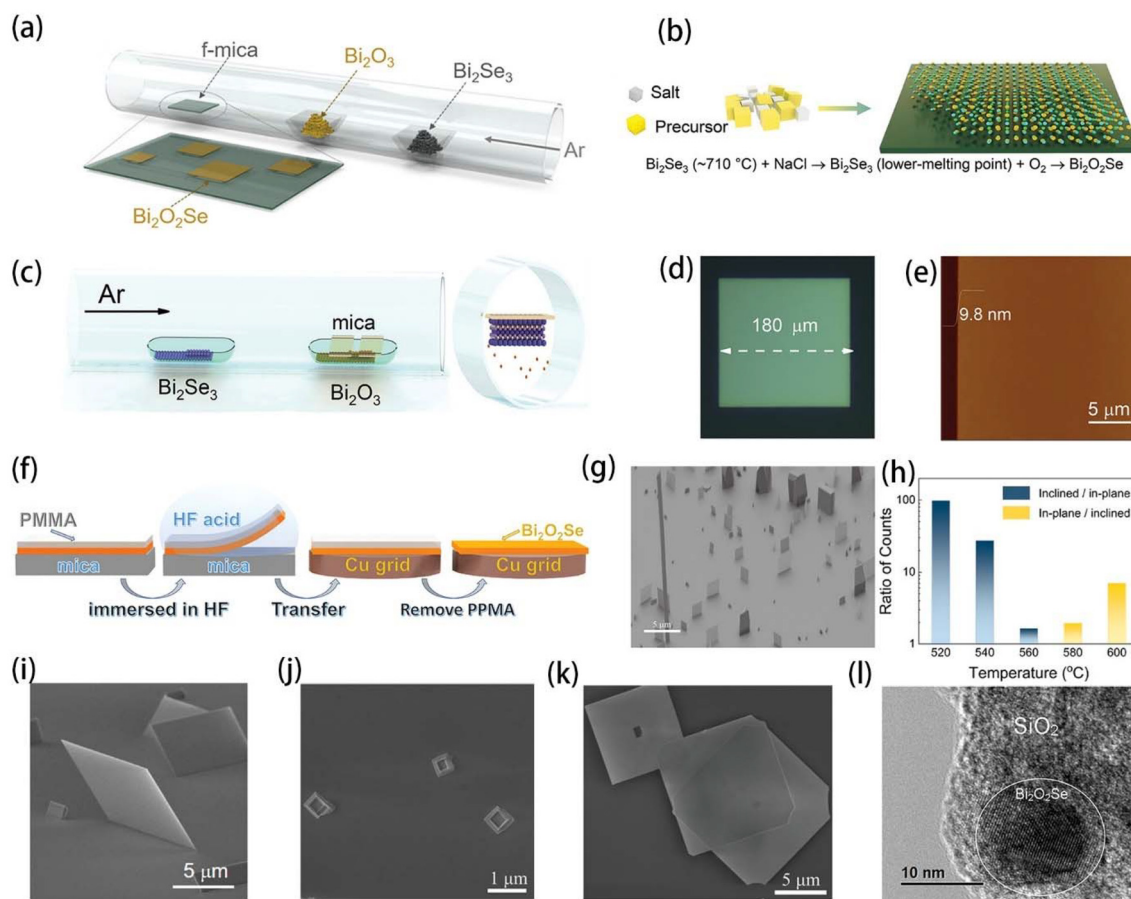 (a)
f-mica
Bi₂O₃
Bi₂Se₃
Ar
Bi₂O₂Se
(b)
Salt
Precursor
Bi₂Se₃ (~710 °C) + NaCl → Bi₂Se₃ (lower-melting point) + O₂ → Bi₂O₂Se
(c)
Ar
mica
Bi₂Se₃
Bi₂O₃
(d)
180 μm
(e)
9.8 nm
5 μm
(f)
PMMA
mica
HF acid
mica
Cu grid
Bi₂O₂Se
Cu grid
immersed in HF
Transfer
Remove PPMA
(g)
5 μm
(h)
Inclined / in-plane
In-plane / inclined
Ratio of Counts
100
10
1
520 540 560 580 600
Temperature (°C)
(i)
5 μm
(j)
1 μm
(k)
5 μm
(l)
SiO₂
Bi₂O₂Se
10 nm